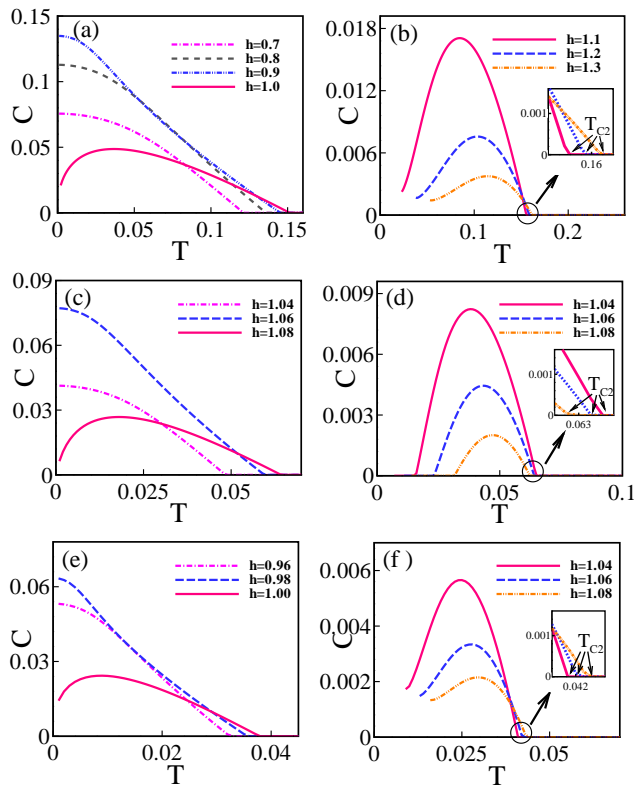 (a)
h=0.7
h=0.8
h=0.9
h=1.0
0.15
0.10
0.05
0
C
0
0.05
0.10
0.15
T
(b)
h=1.1
h=1.2
h=1.3
0.018
0.012
0.006
0
C
0
0.1
0.2
T
0.001
0
0.16
T C2
(c)
h=1.04
h=1.06
h=1.08
0.09
0.06
0.03
0
C
0
0.025
0.05
T
(d)
h=1.04
h=1.06
h=1.08
0.009
0.006
0.003
0
C
0
0.05
0.1
T
0.001
0
0.063
T C2
(e)
h=0.96
h=0.98
h=1.00
0.06
0.03
0
C
0
0.02
0.04
T
(f)
h=1.04
h=1.06
h=1.08
0.006
0.004
0.002
0.000
C
0
0.025
0.05
T
0.001
0
0.042
T C2